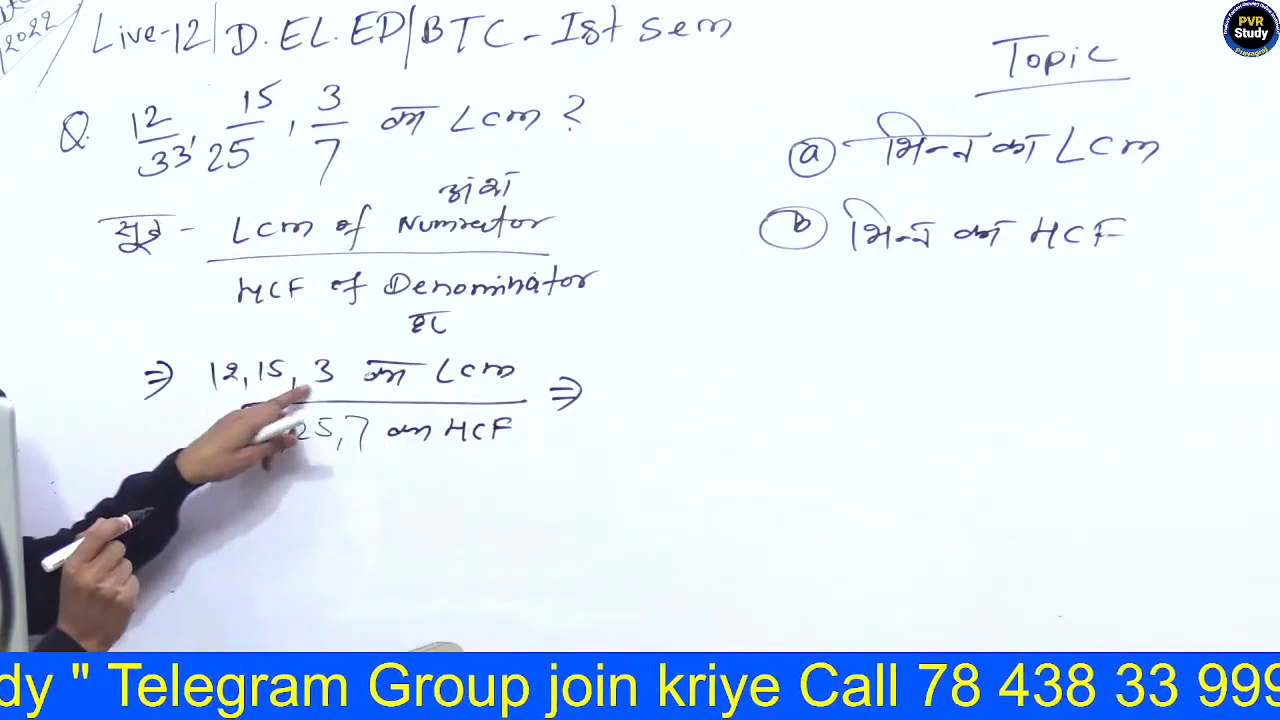 2022
Live-12 | D.EL.ED | BTC - Ist Sem
PVR
Study
Prayagraj
Topic
Q. 12/33, 15/25, 3/7 का Lcm ?
ⓐ भिन्न का Lcm
अंश
सूत्र - Lcm of Numrector
ⓑ भिन्न का HCF
HCF of Denominator
हर
⇒ 12, 15, 3 का Lcm ⇒
25, 7 का HCF
dy " Telegram Group join kriye Call 78 438 33 999